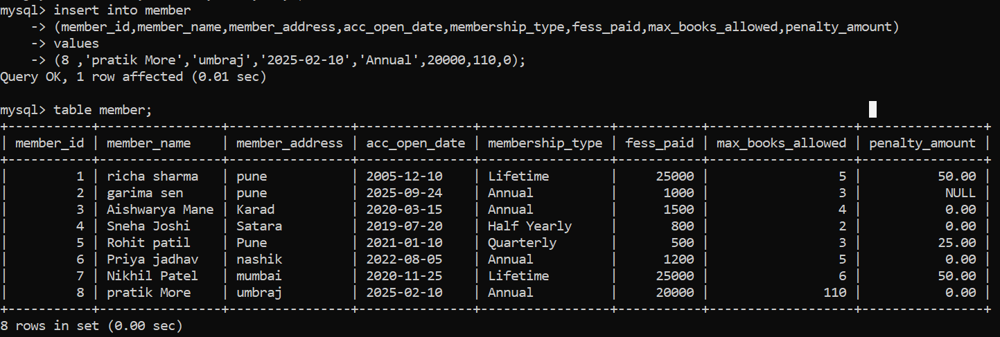 mysql> insert into member
    -> (member_id,member_name,member_address,acc_open_date,membership_type,fess_paid,max_books_allowed,penalty_amount)
    -> values
    -> (8 ,'pratik More','umbraj','2025-02-10','Annual',20000,110,0);
Query OK, 1 row affected (0.01 sec)

mysql> table member;
+-----------+----------------+----------------+---------------+-----------------+-----------+-------------------+----------------+
| member_id | member_name    | member_address | acc_open_date | membership_type | fess_paid | max_books_allowed | penalty_amount |
+-----------+----------------+----------------+---------------+-----------------+-----------+-------------------+----------------+
|         1 | richa sharma   | pune           | 2005-12-10    | Lifetime        |     25000 |                 5 |          50.00 |
|         2 | garima sen     | pune           | 2025-09-24    | Annual          |      1000 |                 3 |           NULL |
|         3 | Aishwarya Mane | Karad          | 2020-03-15    | Annual          |      1500 |                 4 |           0.00 |
|         4 | Sneha Joshi    | Satara         | 2019-07-20    | Half Yearly     |       800 |                 2 |           0.00 |
|         5 | Rohit patil    | Pune           | 2021-01-10    | Quarterly       |       500 |                 3 |          25.00 |
|         6 | Priya jadhav   | nashik         | 2022-08-05    | Annual          |      1200 |                 5 |           0.00 |
|         7 | Nikhil Patel   | mumbai         | 2020-11-25    | Lifetime        |     25000 |                 6 |          50.00 |
|         8 | pratik More    | umbraj         | 2025-02-10    | Annual          |     20000 |               110 |           0.00 |
+-----------+----------------+----------------+---------------+-----------------+-----------+-------------------+----------------+
8 rows in set (0.00 sec)